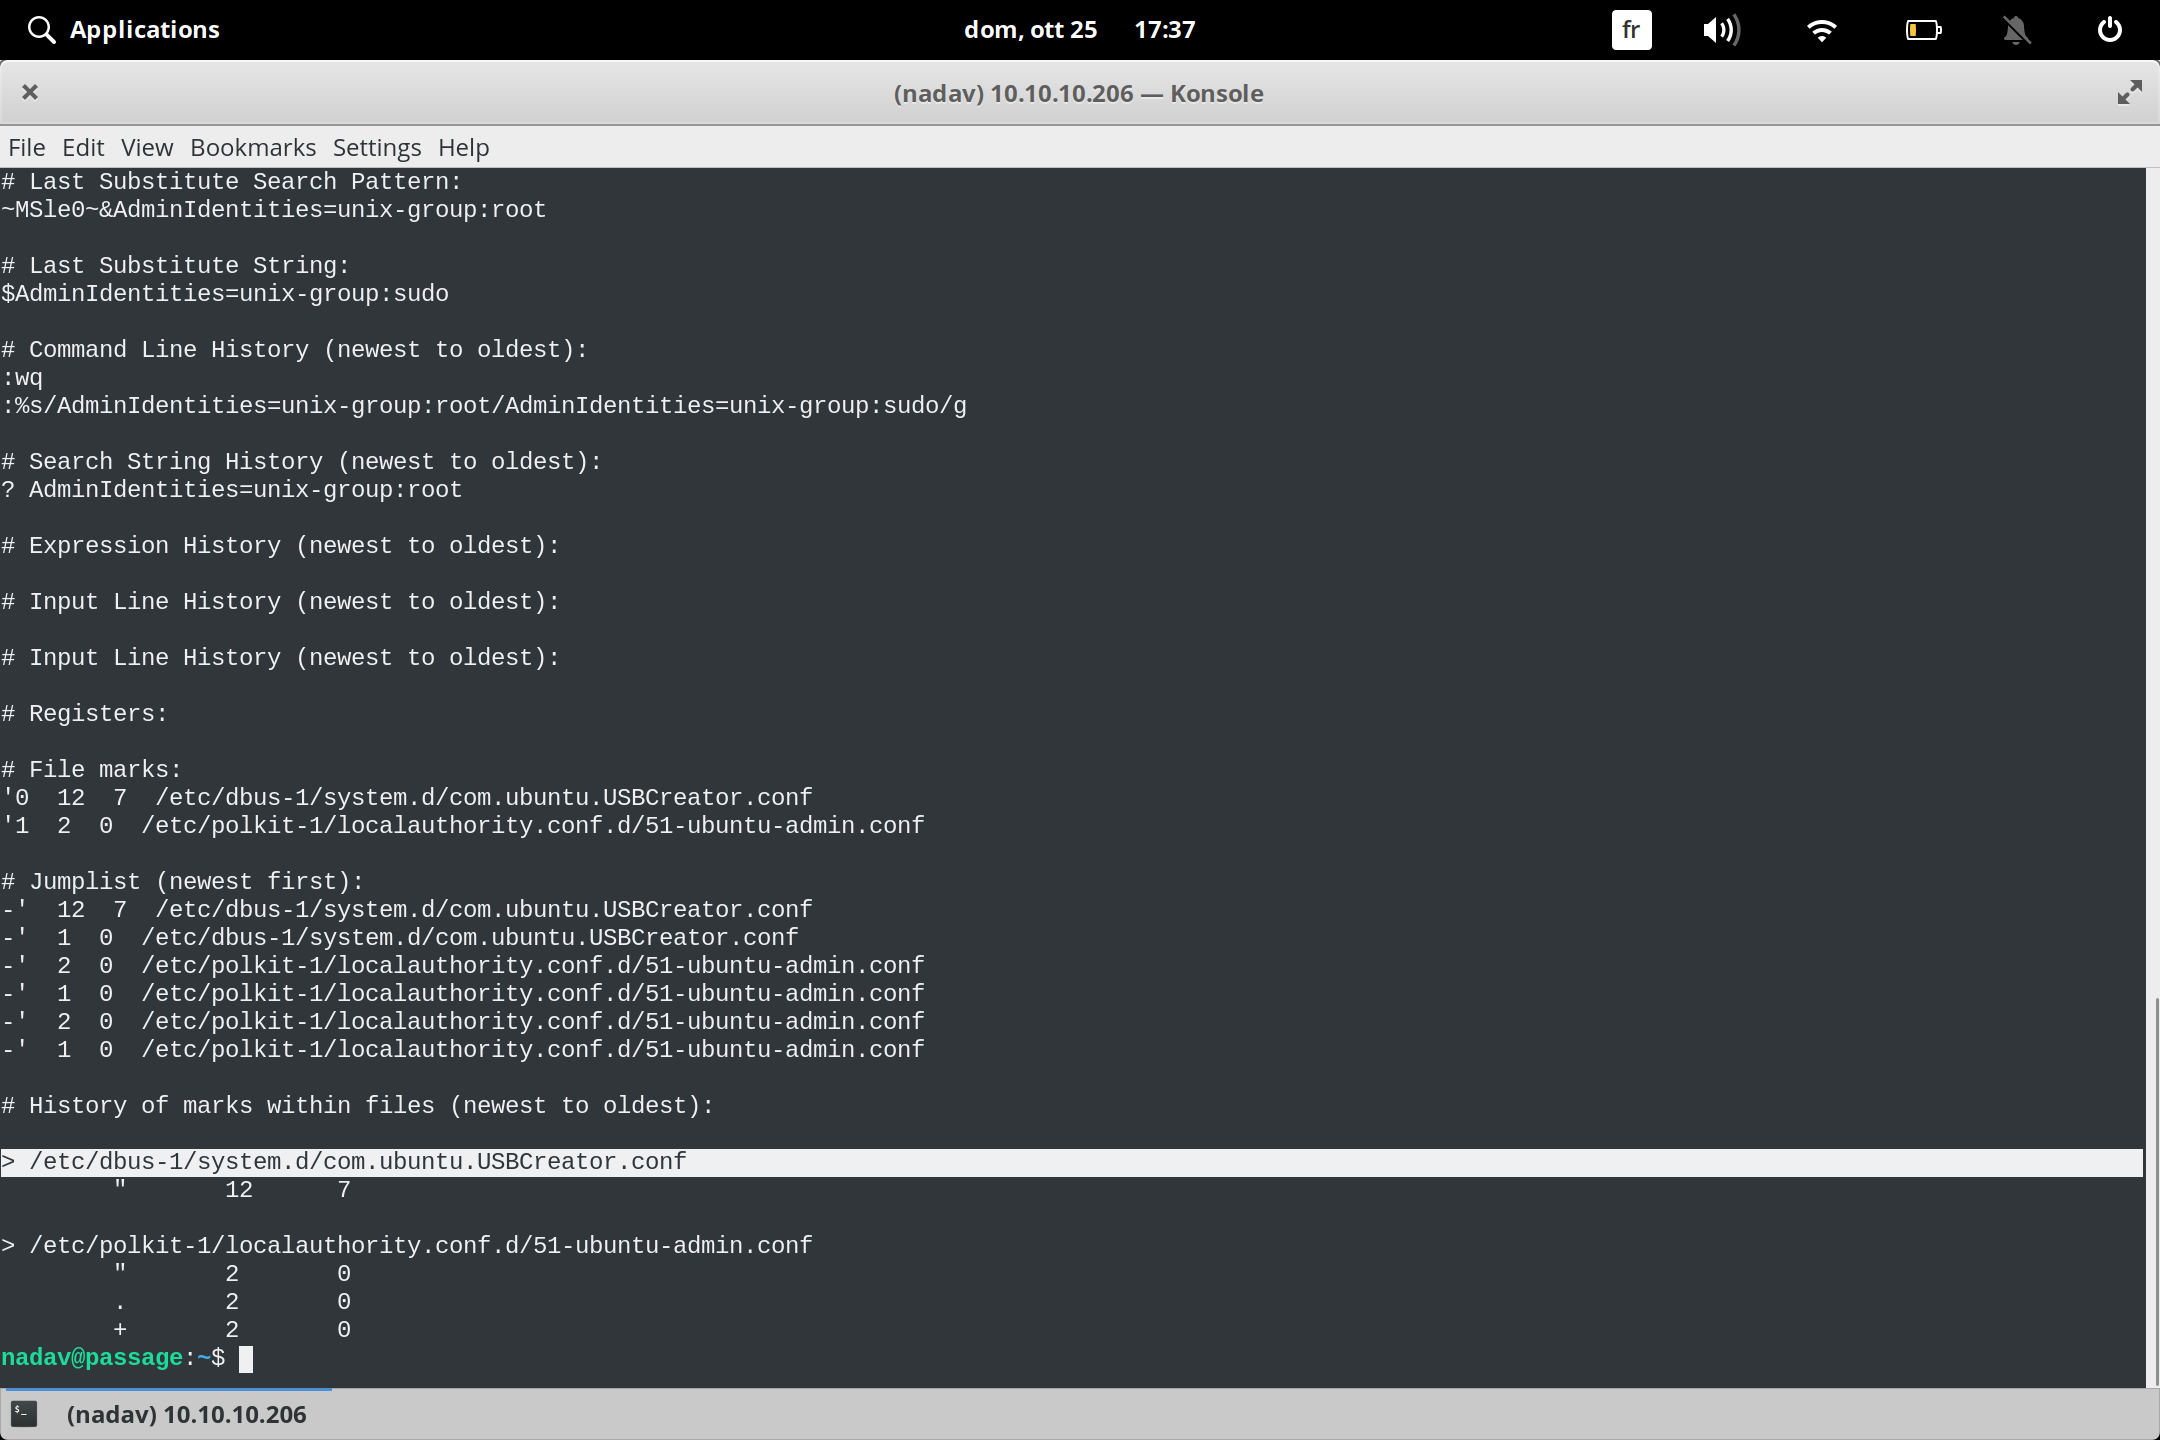 Applications
dom, ott 25 17:37
fr
(nadav) 10.10.10.206 — Konsole
File Edit View Bookmarks Settings Help
# Last Substitute Search Pattern:
~MSle0~&AdminIdentities=unix-group:root
# Last Substitute String:
$AdminIdentities=unix-group:sudo
# Command Line History (newest to oldest):
:wq
:%s/AdminIdentities=unix-group:root/AdminIdentities=unix-group:sudo/g
# Search String History (newest to oldest):
? AdminIdentities=unix-group:root
# Expression History (newest to oldest):
# Input Line History (newest to oldest):
# Input Line History (newest to oldest):
# Registers:
# File marks:
'0  12  7  /etc/dbus-1/system.d/com.ubuntu.USBCreator.conf
'1  2  0  /etc/polkit-1/localauthority.conf.d/51-ubuntu-admin.conf
# Jumplist (newest first):
-'  12  7  /etc/dbus-1/system.d/com.ubuntu.USBCreator.conf
-'  1  0  /etc/dbus-1/system.d/com.ubuntu.USBCreator.conf
-'  2  0  /etc/polkit-1/localauthority.conf.d/51-ubuntu-admin.conf
-'  1  0  /etc/polkit-1/localauthority.conf.d/51-ubuntu-admin.conf
-'  2  0  /etc/polkit-1/localauthority.conf.d/51-ubuntu-admin.conf
-'  1  0  /etc/polkit-1/localauthority.conf.d/51-ubuntu-admin.conf
# History of marks within files (newest to oldest):
> /etc/dbus-1/system.d/com.ubuntu.USBCreator.conf
"	12	7
> /etc/polkit-1/localauthority.conf.d/51-ubuntu-admin.conf
"	2	0
.	2	0
+	2	0
nadav@passage:~$
$_
(nadav) 10.10.10.206